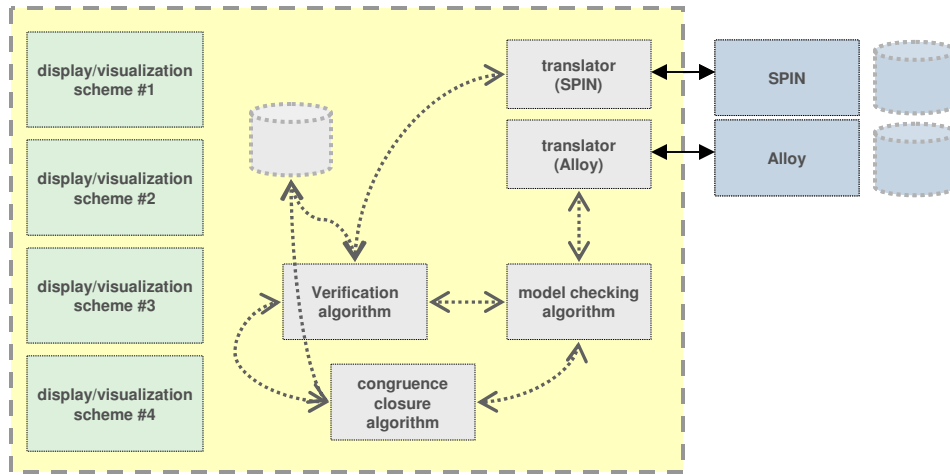 display/visualization
scheme #1
display/visualization
scheme #2
display/visualization
scheme #3
display/visualization
scheme #4
translator
(SPIN)
translator
(Alloy)
SPIN
Alloy
Verification
algorithm
model checking
algorithm
congruence
closure
algorithm